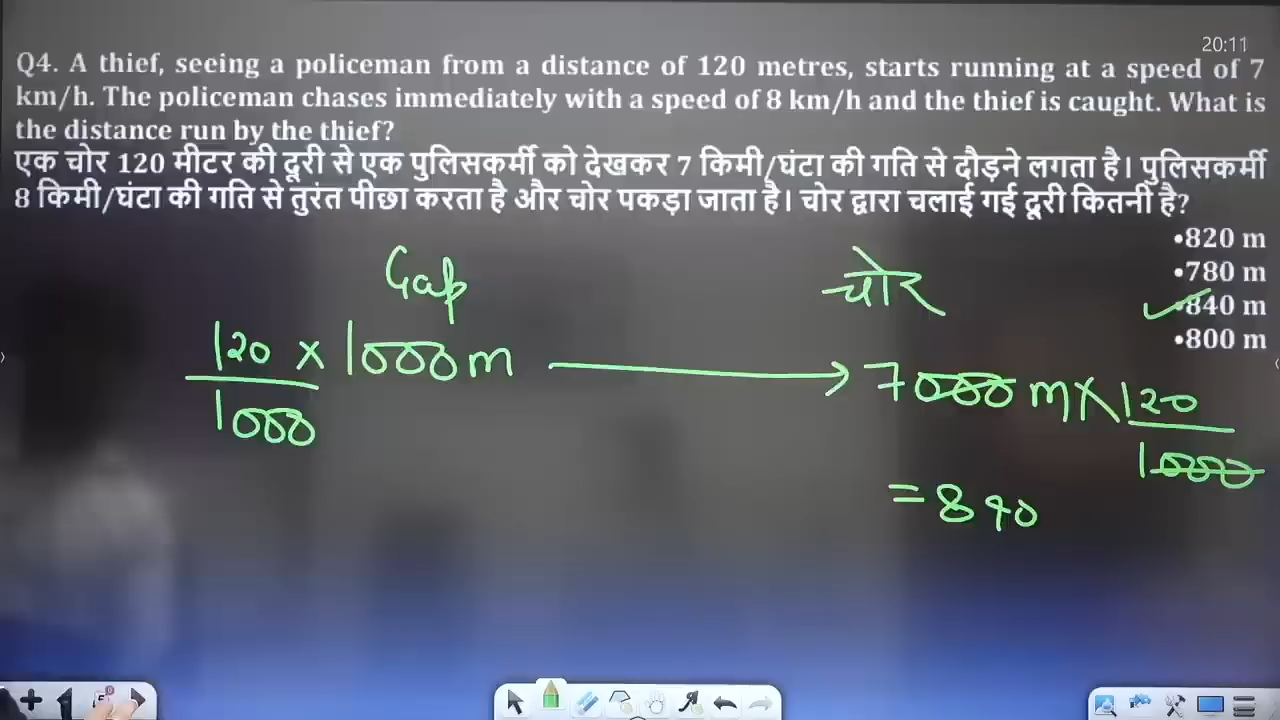 20:11
Q4. A thief, seeing a policeman from a distance of 120 metres, starts running at a speed of 7
km/h. The policeman chases immediately with a speed of 8 km/h and the thief is caught. What is
the distance run by the thief?
एक चोर 120 मीटर की दूरी से एक पुलिसकर्मी को देखकर 7 किमी/घंटा की गति से दौड़ने लगता है। पुलिसकर्मी
8 किमी/घंटा की गति से तुरंत पीछा करता है और चोर पकड़ा जाता है। चोर द्वारा चलाई गई दूरी कितनी है?
•820 m
•780 m
•840 m
•800 m
Gap
चोर
120 × 1000 m → 7000 m × 120
1000
1000
= 840